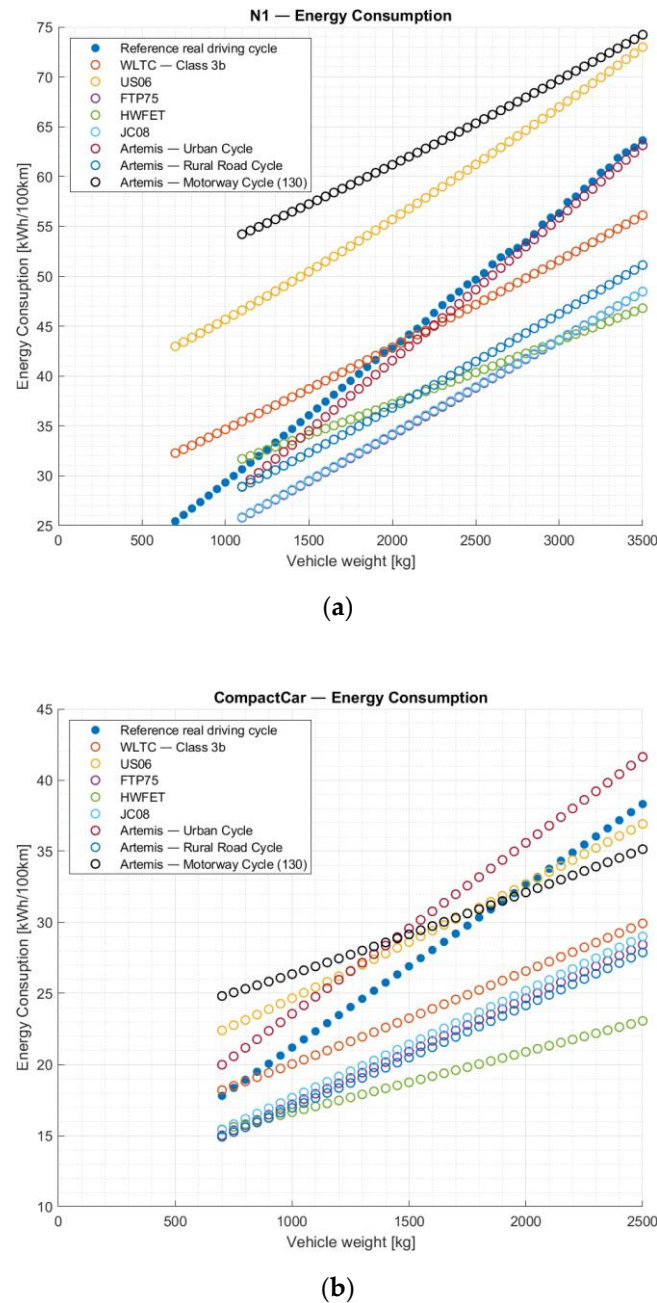 N1 — Energy Consumption
Energy Consuption [kWh/100km]
75
70
65
60
55
50
45
40
35
30
25
Reference real driving cycle
WLTC — Class 3b
US06
FTP75
HWFET
JC08
Artemis — Urban Cycle
Artemis — Rural Road Cycle
Artemis — Motorway Cycle (130)
0 500 1000 1500 2000 2500 3000 3500
Vehicle weight [kg]
(a)
CompactCar — Energy Consumption
Energy Consuption [kWh/100km]
45
40
35
30
25
20
15
10
Reference real driving cycle
WLTC — Class 3b
US06
FTP75
HWFET
JC08
Artemis — Urban Cycle
Artemis — Rural Road Cycle
Artemis — Motorway Cycle (130)
0 500 1000 1500 2000 2500
Vehicle weight [kg]
(b)